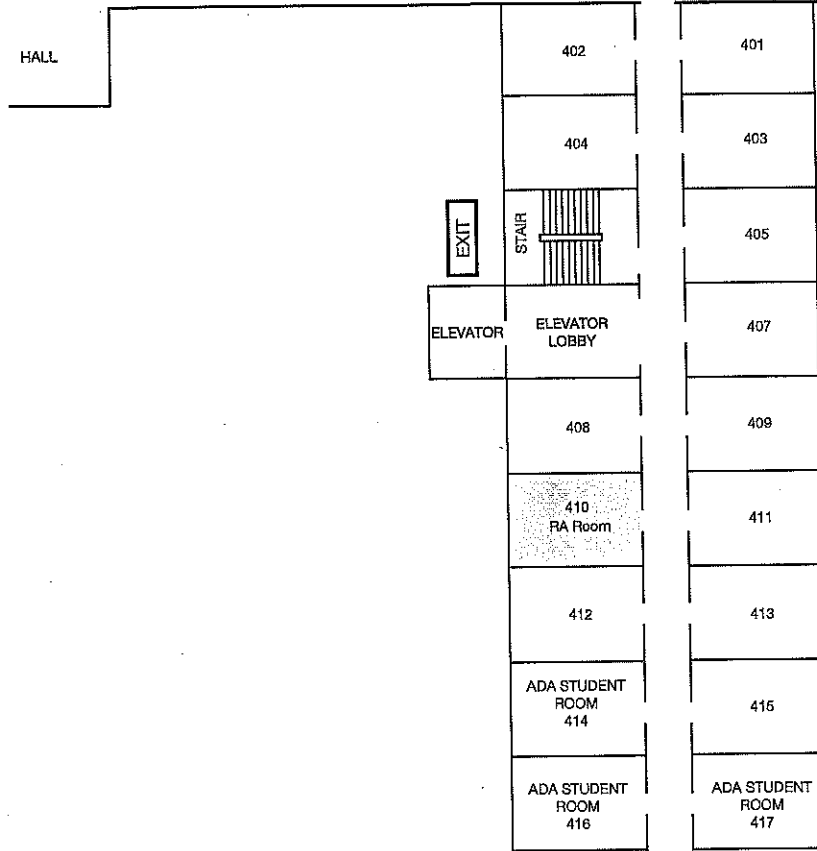 HALL
402
401
404
403
EXIT
STAIR
405
ELEVATOR
ELEVATOR
LOBBY
407
408
409
410
RA Room
411
412
413
ADA STUDENT
ROOM
414
415
ADA STUDENT
ROOM
416
ADA STUDENT
ROOM
417